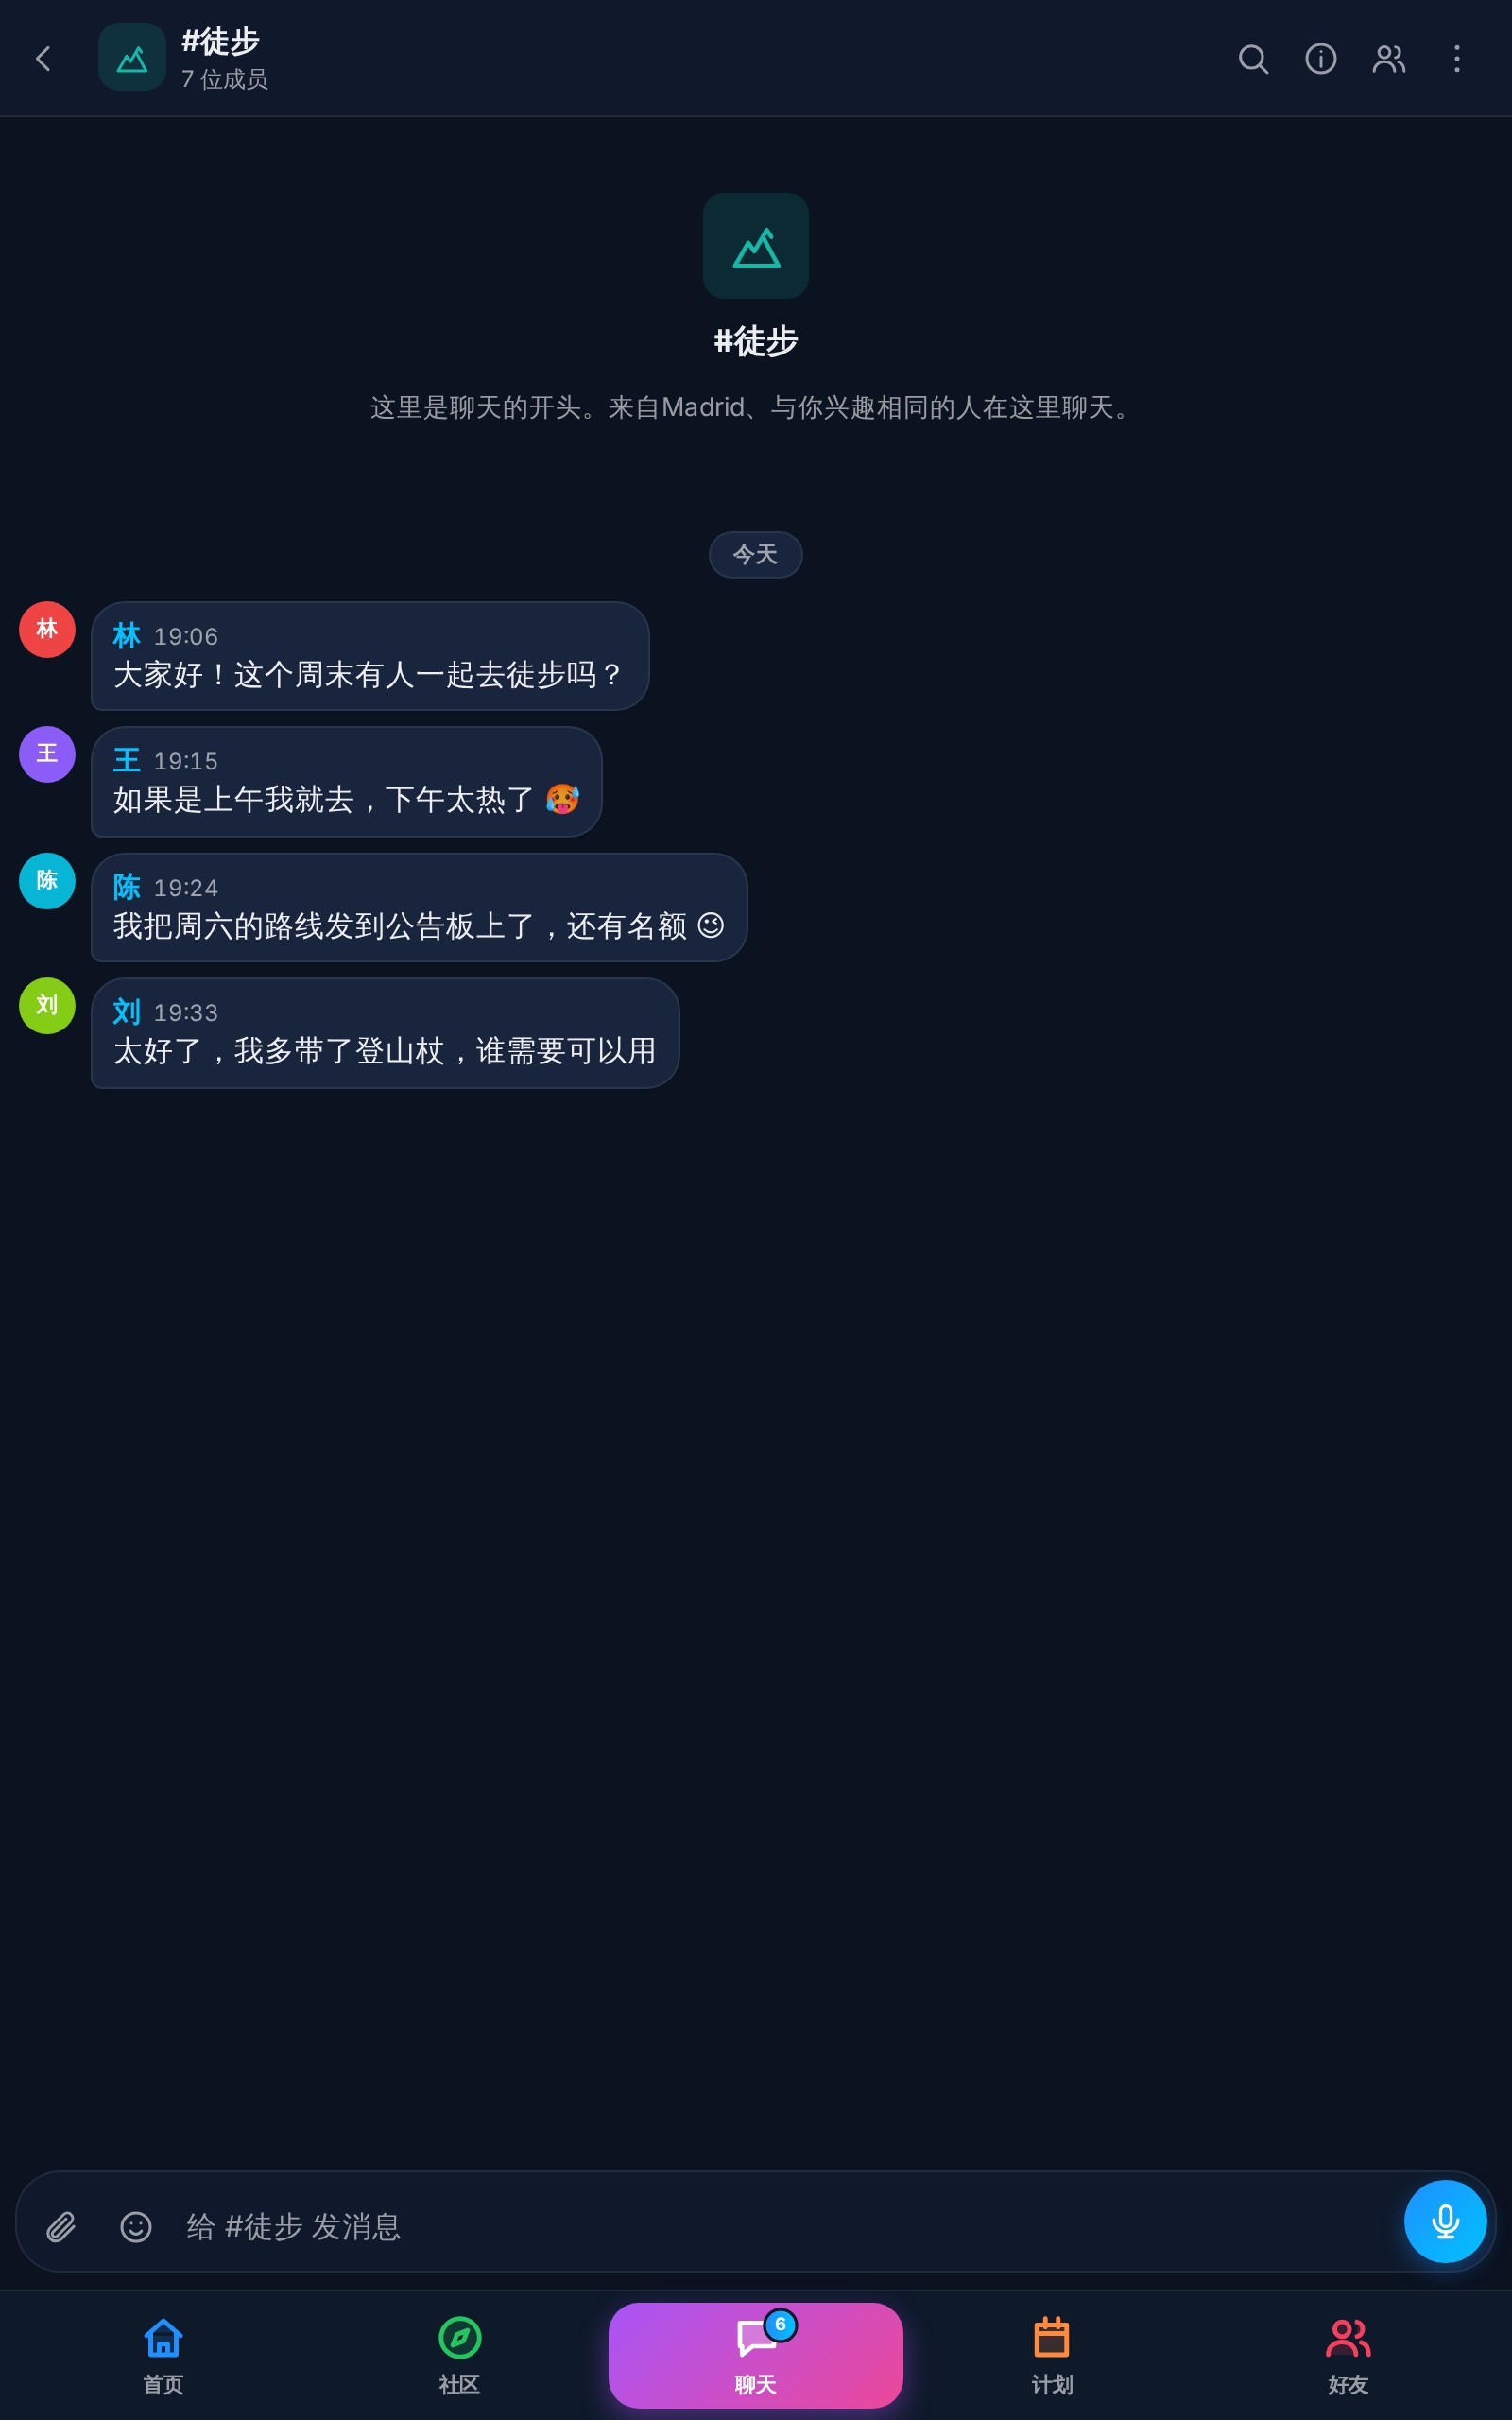 #徒步
7 位成员
#徒步
这里是聊天的开头。来自Madrid、与你兴趣相同的人在这里聊天。
今天
林
林 19:06
大家好！这个周末有人一起去徒步吗？
王
王 19:15
如果是上午我就去，下午太热了 🥵
陈
陈 19:24
我把周六的路线发到公告板上了，还有名额 😉
刘
刘 19:33
太好了，我多带了登山杖，谁需要可以用
给 #徒步 发消息
6
首页
社区
聊天
计划
好友